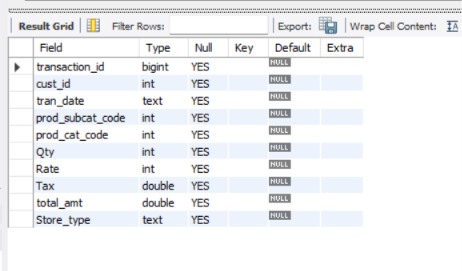 Result Grid Filter Rows: Export: Wrap Cell Content: IA
Field Type Null Key Default Extra
transaction_id bigint YES NULL
cust_id int YES NULL
tran_date text YES NULL
prod_subcat_code int YES NULL
prod_cat_code int YES NULL
Qty int YES NULL
Rate int YES NULL
Tax double YES NULL
total_amt double YES NULL
Store_type text YES NULL